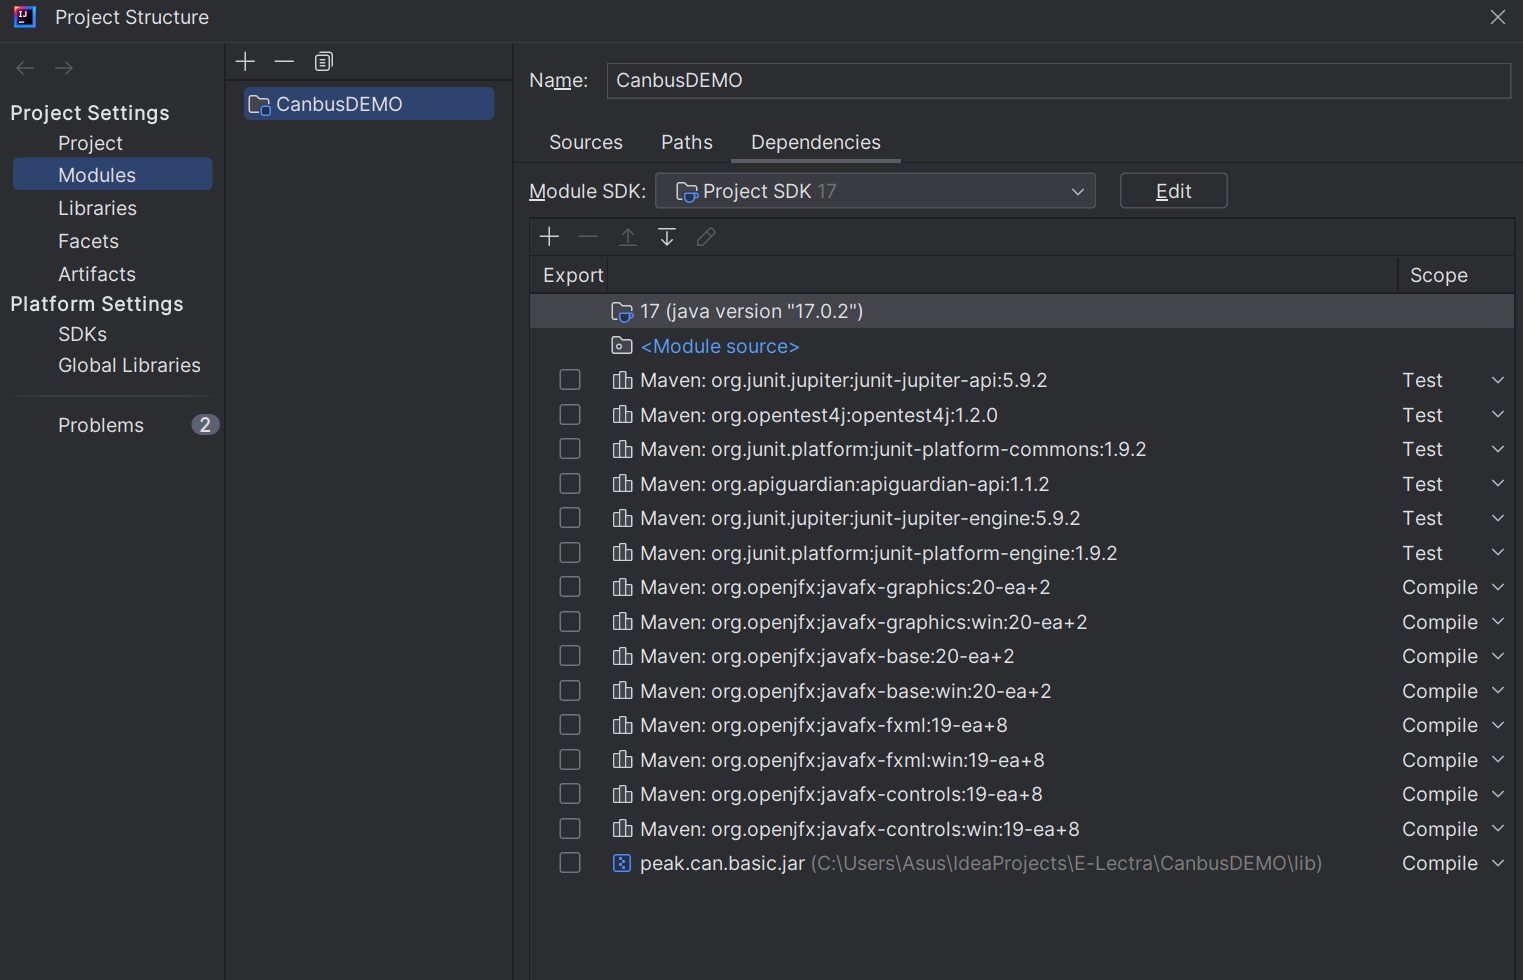 Project Structure
Project Settings
Project
Modules
Libraries
Facets
Artifacts
Platform Settings
SDKs
Global Libraries
Problems 2
CanbusDEMO
Name: CanbusDEMO
Sources Paths Dependencies
Module SDK: Project SDK 17 Edit
Export Scope
17 (java version "17.0.2")
<Module source>
Maven: org.junit.jupiter:junit-jupiter-api:5.9.2 Test
Maven: org.opentest4j:opentest4j:1.2.0 Test
Maven: org.junit.platform:junit-platform-commons:1.9.2 Test
Maven: org.apiguardian:apiguardian-api:1.1.2 Test
Maven: org.junit.jupiter:junit-jupiter-engine:5.9.2 Test
Maven: org.junit.platform:junit-platform-engine:1.9.2 Test
Maven: org.openjfx:javafx-graphics:20-ea+2 Compile
Maven: org.openjfx:javafx-graphics:win:20-ea+2 Compile
Maven: org.openjfx:javafx-base:20-ea+2 Compile
Maven: org.openjfx:javafx-base:win:20-ea+2 Compile
Maven: org.openjfx:javafx-fxml:19-ea+8 Compile
Maven: org.openjfx:javafx-fxml:win:19-ea+8 Compile
Maven: org.openjfx:javafx-controls:19-ea+8 Compile
Maven: org.openjfx:javafx-controls:win:19-ea+8 Compile
peak.can.basic.jar (C:\Users\Asus\IdeaProjects\E-Lectra\CanbusDEMO\lib) Compile